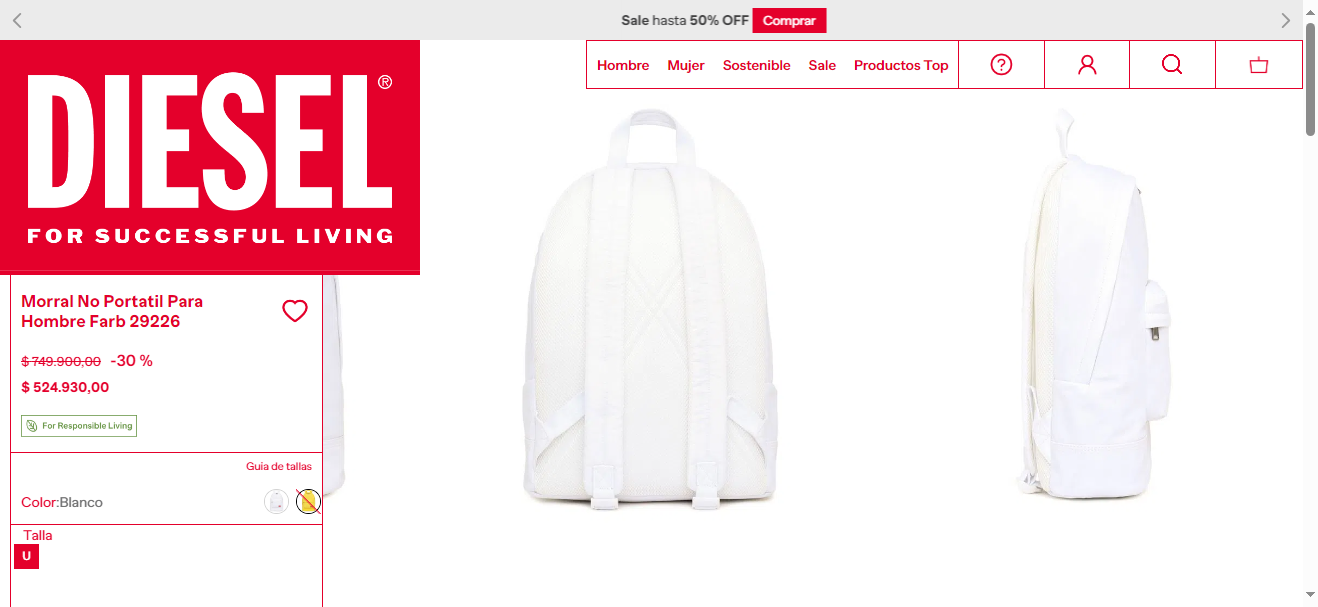 Sale hasta 50% OFF Comprar
DIESEL®
FOR SUCCESSFUL LIVING
Hombre Mujer Sostenible Sale Productos Top
Morral No Portatil Para
Hombre Farb 29226
$ 749.900,00 -30 %
$ 524.930,00
For Responsible Living
Guia de tallas
Color:Blanco
Talla
U